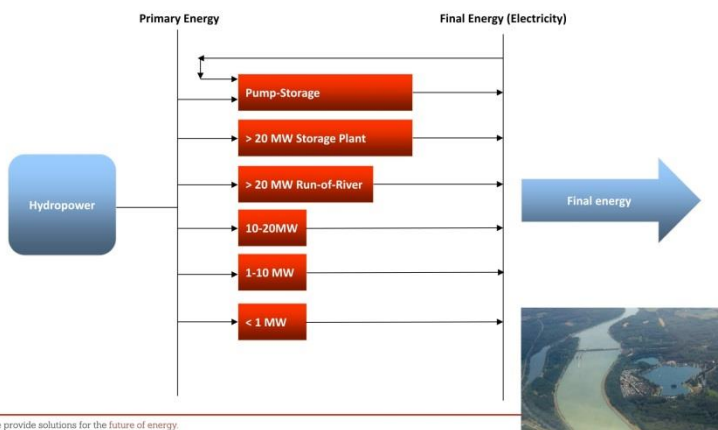 Primary Energy
Final Energy (Electricity)
Pump-Storage
> 20 MW Storage Plant
> 20 MW Run-of-River
Hydropower
Final energy
10-20MW
1-10 MW
< 1 MW
provide solutions for the future of energy.